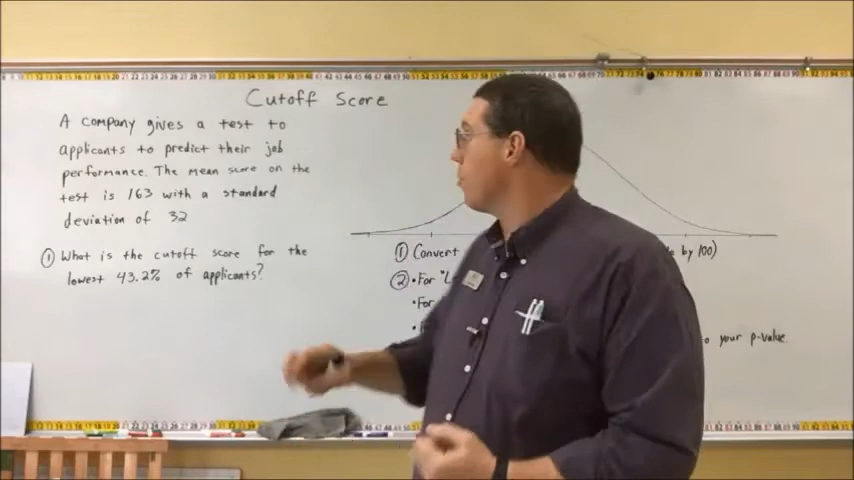 Cutoff Score
A company gives a test to
applicants to predict their job
performance. The mean score on the
test is 163 with a standard
deviation of 32
① What is the cutoff score for the
lowest 43.2% of applicants?
① Convert
e by 100)
② • For "L
• For
to your p-value.